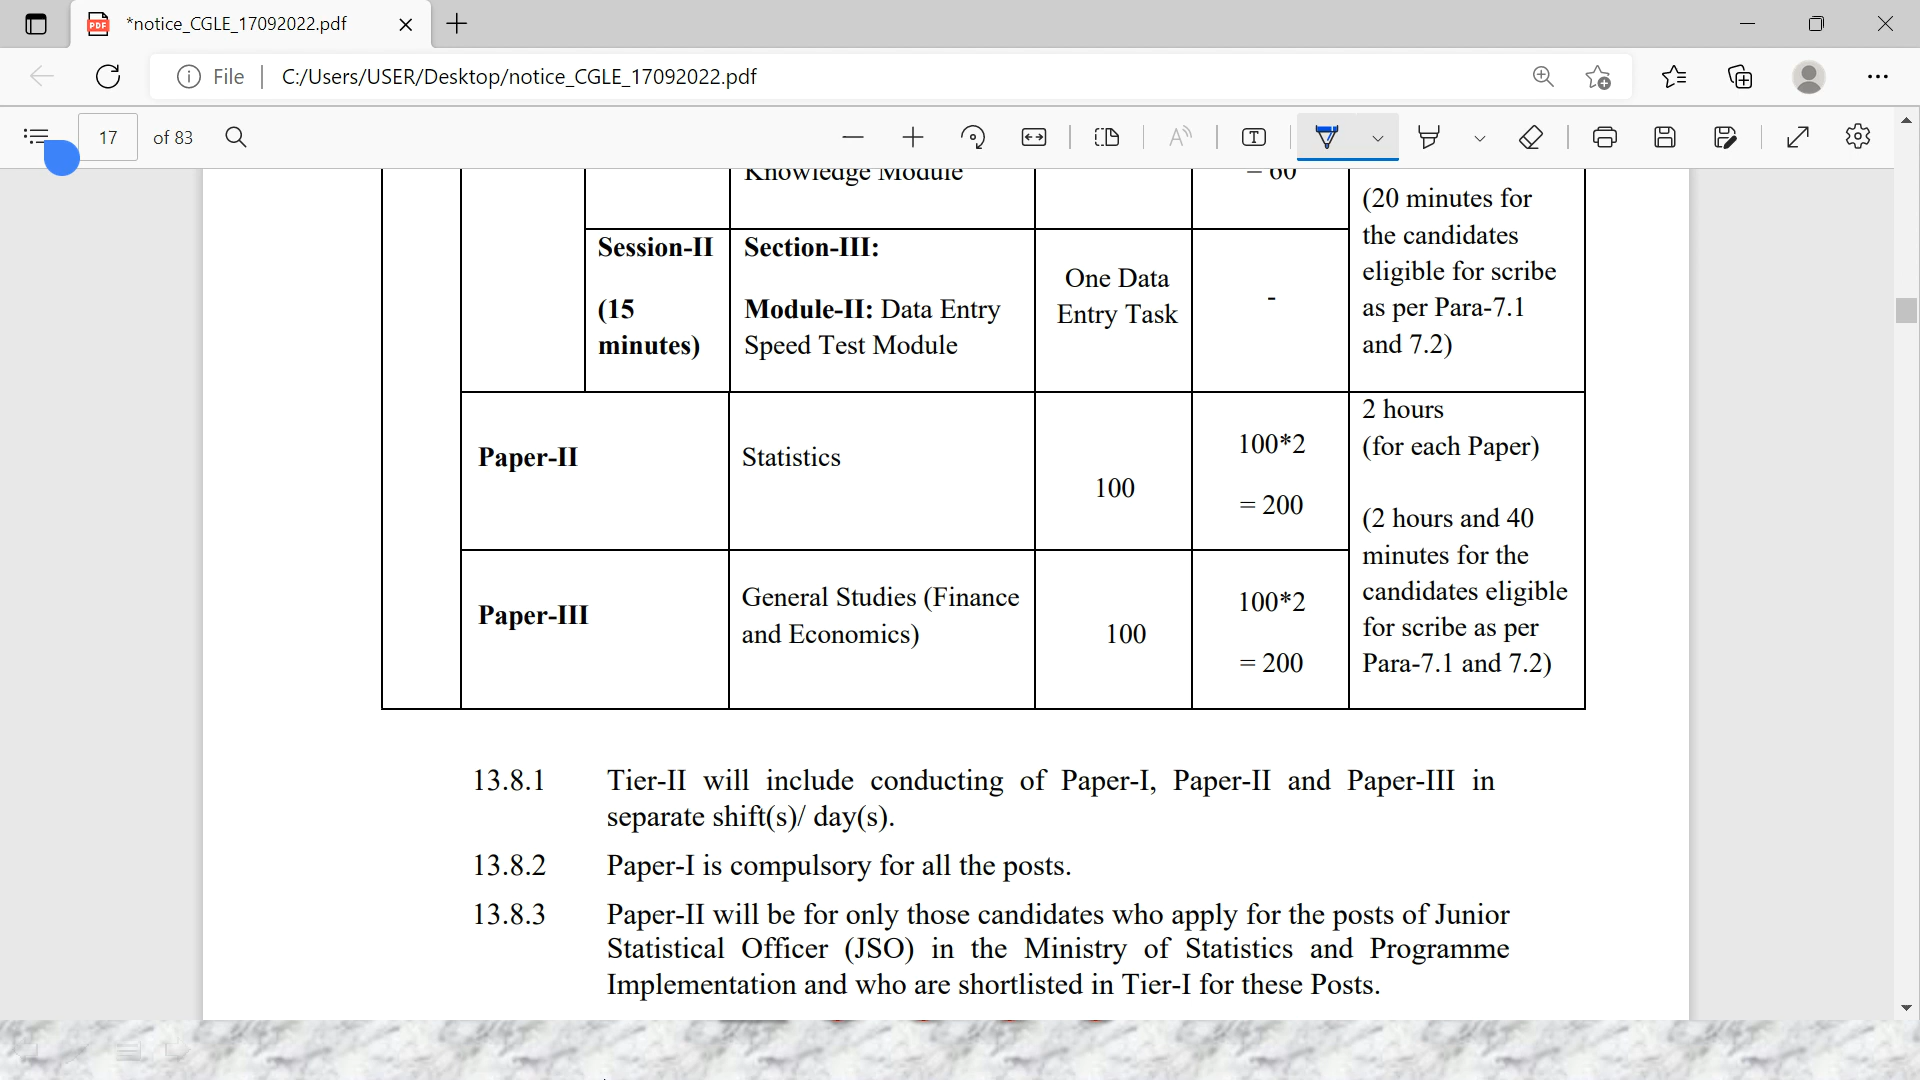 *notice_CGLE_17092022.pdf
File
C:/Users/USER/Desktop/notice_CGLE_17092022.pdf
17 of 83
Knowledge Module
= 60
(20 minutes for
the candidates
eligible for scribe
as per Para-7.1
and 7.2)
Session-II
(15
minutes)
Section-III:
Module-II: Data Entry
Speed Test Module
One Data
Entry Task
-
Paper-II
Statistics
100
100*2
= 200
2 hours
(for each Paper)
(2 hours and 40
minutes for the
candidates eligible
for scribe as per
Para-7.1 and 7.2)
Paper-III
General Studies (Finance
and Economics)
100
100*2
= 200
13.8.1 Tier-II will include conducting of Paper-I, Paper-II and Paper-III in
separate shift(s)/ day(s).
13.8.2 Paper-I is compulsory for all the posts.
13.8.3 Paper-II will be for only those candidates who apply for the posts of Junior
Statistical Officer (JSO) in the Ministry of Statistics and Programme
Implementation and who are shortlisted in Tier-I for these Posts.